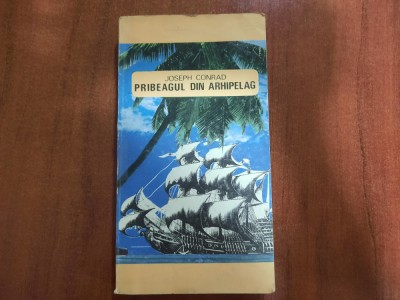 JOSEPH CONRAD
PRIBEAGUL DIN ARHIPELAG